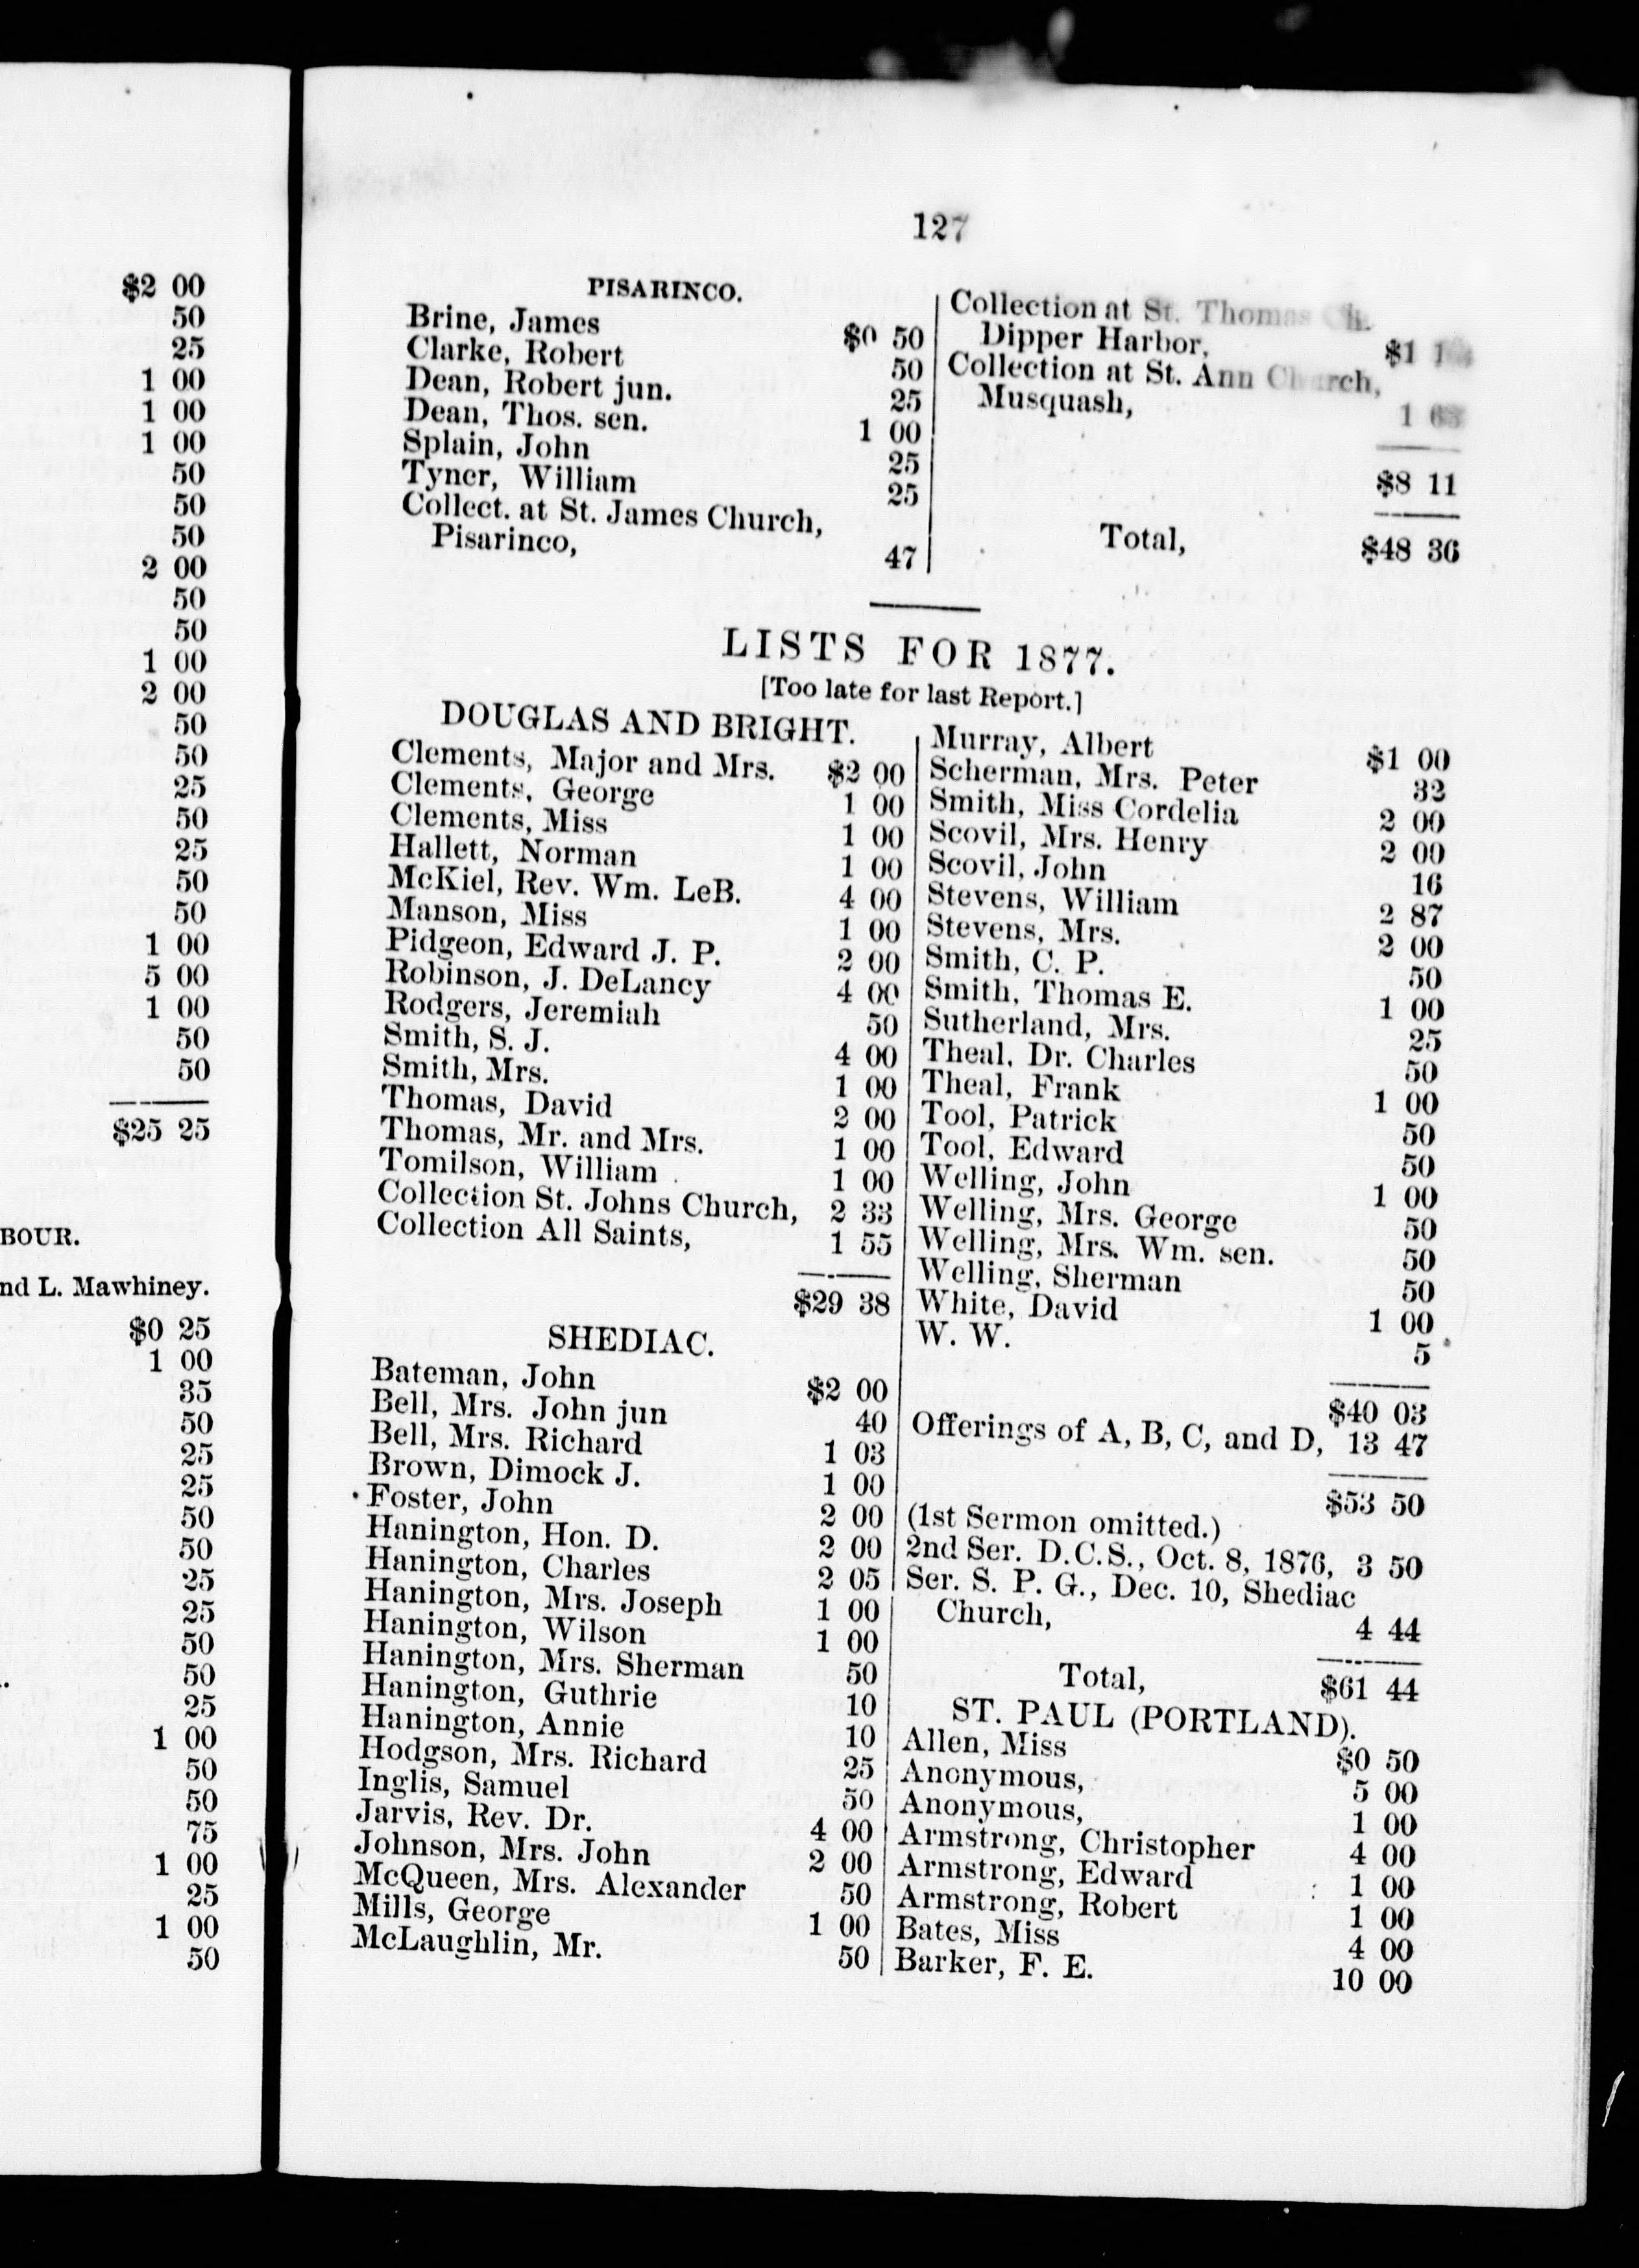 $2 00
50
25
1 00
1 00
1 00
50
50
50
2 00
50
50
1 00
2 00
50
50
25
50
25
50
50
1 00
5 00
1 00
50
50
$25 25
BOUR.
nd L. Mawhiney.
$0 25
1 00
35
50
25
25
50
50
25
25
50
50
25
1 00
50
50
75
1 00
25
1 00
50
127
PISARINCO.
Brine, James $0 50
Clarke, Robert 50
Dean, Robert jun. 25
Dean, Thos. sen. 1 00
Splain, John 25
Tyner, William 25
Collect. at St. James Church,
Pisarinco, 47
Collection at St. Thomas Ch.
Dipper Harbor, $1
Collection at St. Ann Church,
Musquash, 1 63
$8 11
Total, $48 36
LISTS FOR 1877.
[Too late for last Report.]
DOUGLAS AND BRIGHT.
Clements, Major and Mrs. $2 00
Clements, George 1 00
Clements, Miss 1 00
Hallett, Norman 1 00
McKiel, Rev. Wm. LeB. 4 00
Manson, Miss 1 00
Pidgeon, Edward J. P. 2 00
Robinson, J. DeLancy 4 00
Rodgers, Jeremiah 50
Smith, S. J. 4 00
Smith, Mrs. 1 00
Thomas, David 2 00
Thomas, Mr. and Mrs. 1 00
Tomilson, William 1 00
Collection St. Johns Church, 2 33
Collection All Saints, 1 55
$29 38
SHEDIAC.
Bateman, John $2 00
Bell, Mrs. John jun 40
Bell, Mrs. Richard 1 03
Brown, Dimock J. 1 00
Foster, John 2 00
Hanington, Hon. D. 2 00
Hanington, Charles 2 05
Hanington, Mrs. Joseph 1 00
Hanington, Wilson 1 00
Hanington, Mrs. Sherman 50
Hanington, Guthrie 10
Hanington, Annie 10
Hodgson, Mrs. Richard 25
Inglis, Samuel 50
Jarvis, Rev. Dr. 4 00
Johnson, Mrs. John 2 00
McQueen, Mrs. Alexander 50
Mills, George 1 00
McLaughlin, Mr. 50
Murray, Albert $1 00
Scherman, Mrs. Peter 32
Smith, Miss Cordelia 2 00
Scovil, Mrs. Henry 2 00
Scovil, John 16
Stevens, William 2 87
Stevens, Mrs. 2 00
Smith, C. P. 50
Smith, Thomas E. 1 00
Sutherland, Mrs. 25
Theal, Dr. Charles 50
Theal, Frank 1 00
Tool, Patrick 50
Tool, Edward 50
Welling, John 1 00
Welling, Mrs. George 50
Welling, Mrs. Wm. sen. 50
Welling, Sherman 50
White, David 1 00
W. W. 5
$40 03
Offerings of A, B, C, and D, 13 47
$53 50
(1st Sermon omitted.)
2nd Ser. D.C.S., Oct. 8, 1876, 3 50
Ser. S. P. G., Dec. 10, Shediac
Church, 4 44
Total, $61 44
ST. PAUL (PORTLAND).
Allen, Miss $0 50
Anonymous, 5 00
Anonymous, 1 00
Armstrong, Christopher 4 00
Armstrong, Edward 1 00
Armstrong, Robert 1 00
Bates, Miss 4 00
Barker, F. E. 10 00